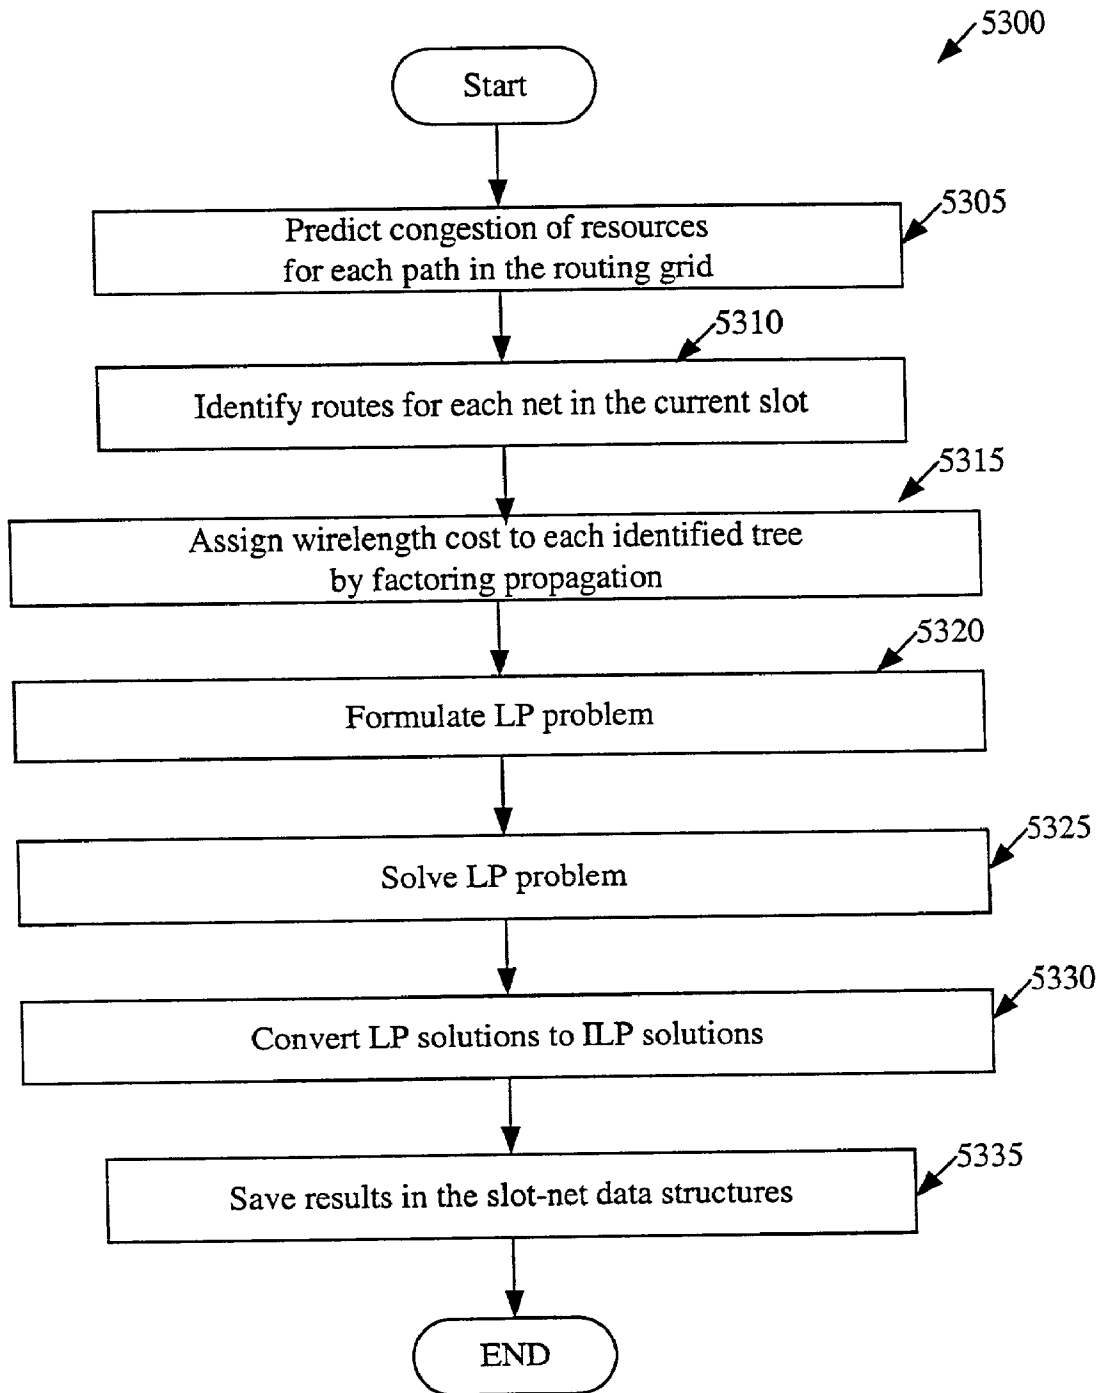 5300
Start
5305
Predict congestion of resources
for each path in the routing grid
5310
Identify routes for each net in the current slot
5315
Assign wirelength cost to each identified tree
by factoring propagation
5320
Formulate LP problem
5325
Solve LP problem
5330
Convert LP solutions to ILP solutions
5335
Save results in the slot-net data structures
END